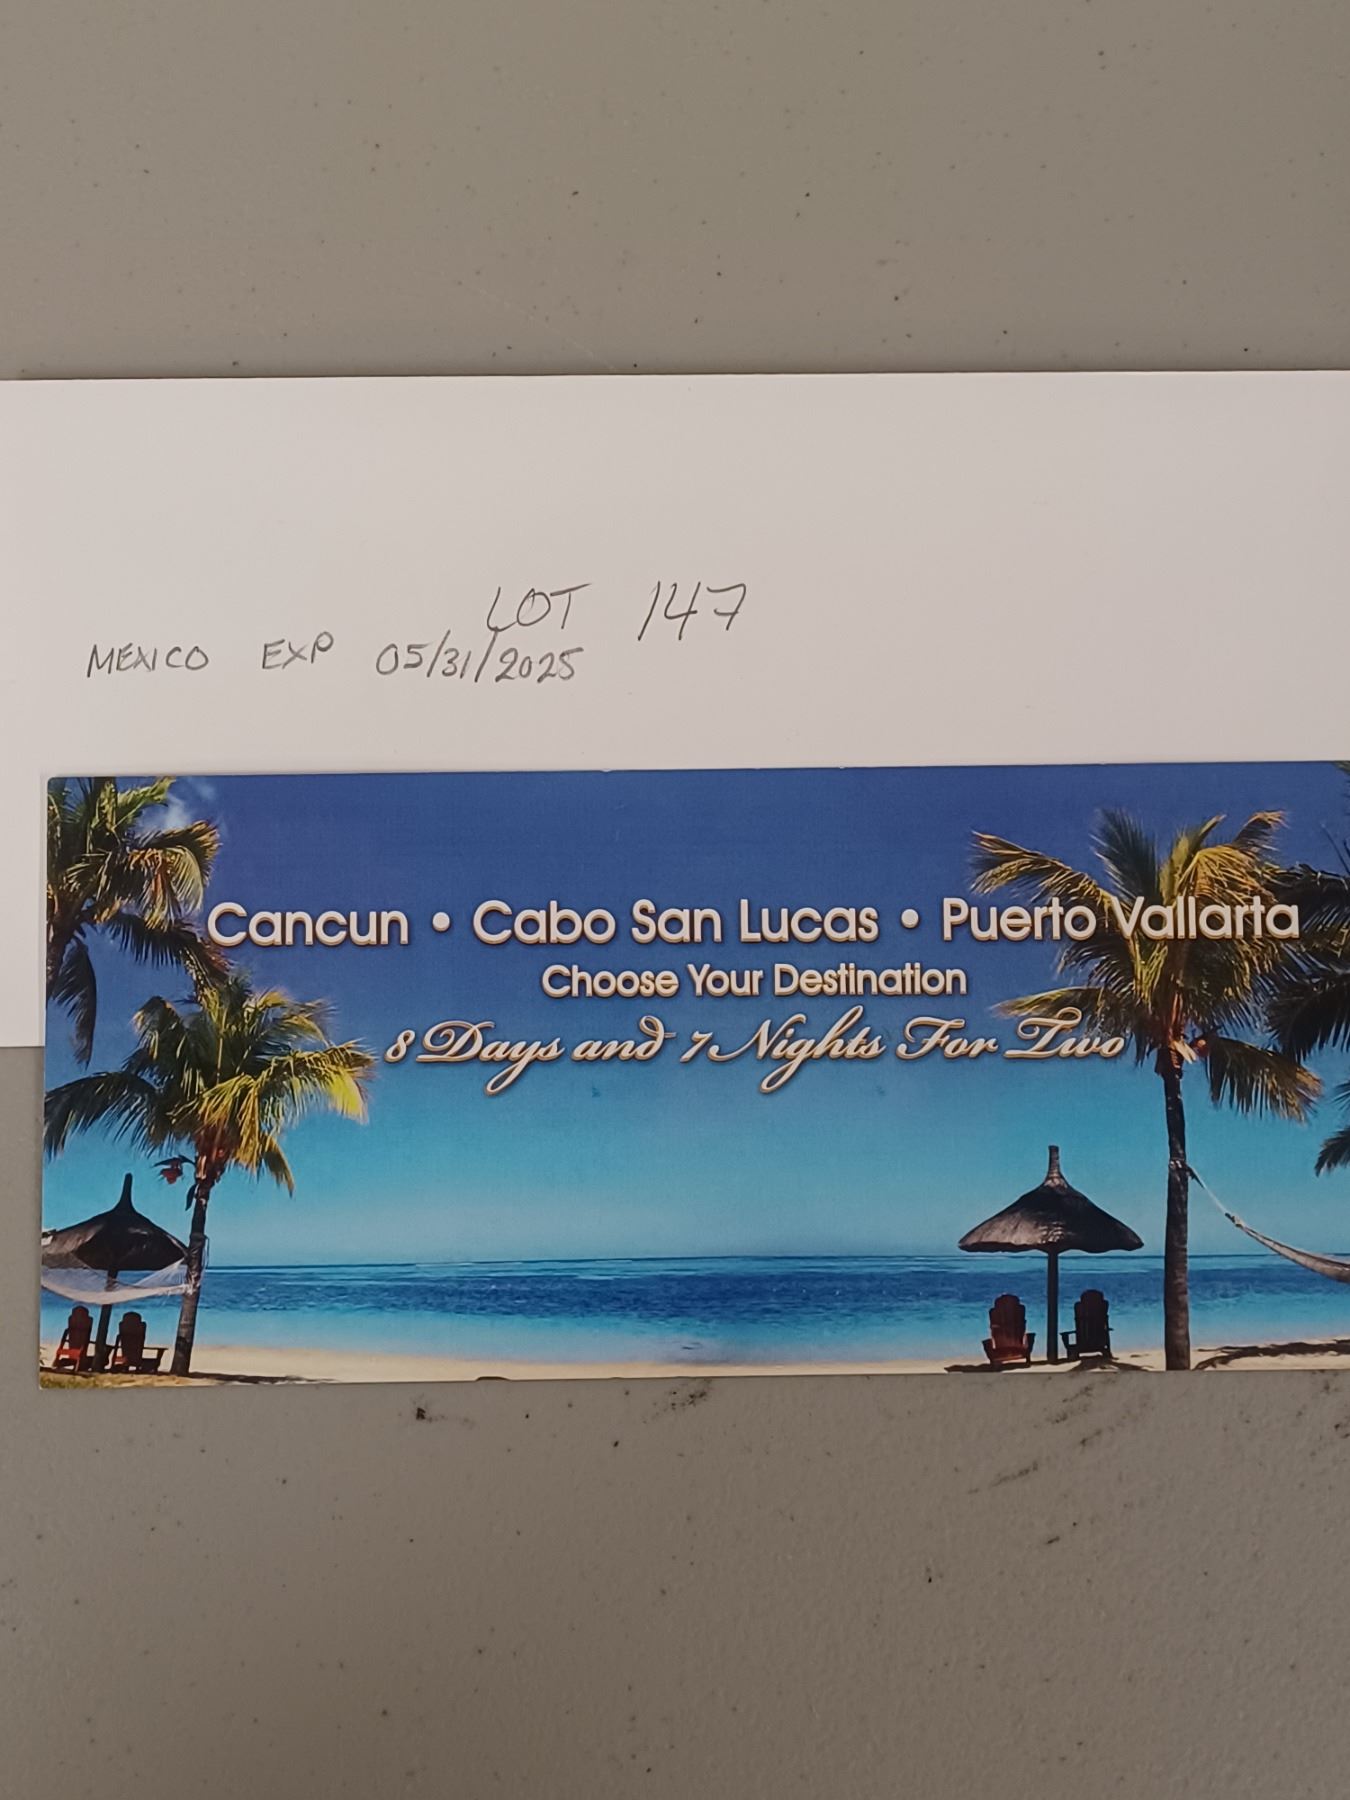 LOT 147
MEXICO EXP 05/31/2025
Cancun • Cabo San Lucas • Puerto Vallarta
Choose Your Destination
8 Days and 7 Nights For Two